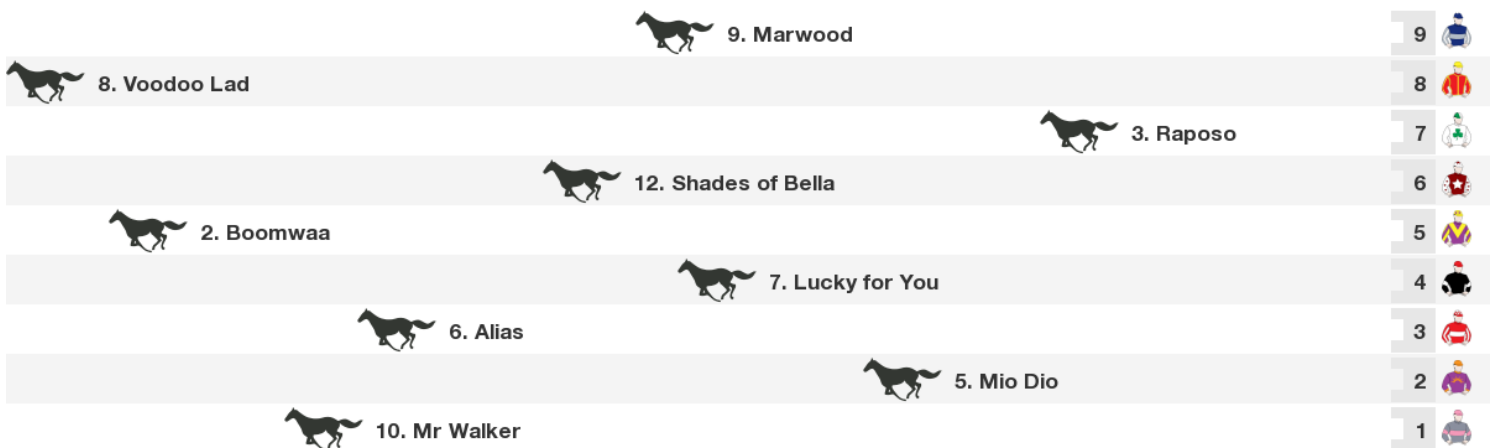 9. Marwood 9
8. Voodoo Lad 8
3. Raposo 7
12. Shades of Bella 6
2. Boomwaa 5
7. Lucky for You 4
6. Alias 3
5. Mio Dio 2
10. Mr Walker 1